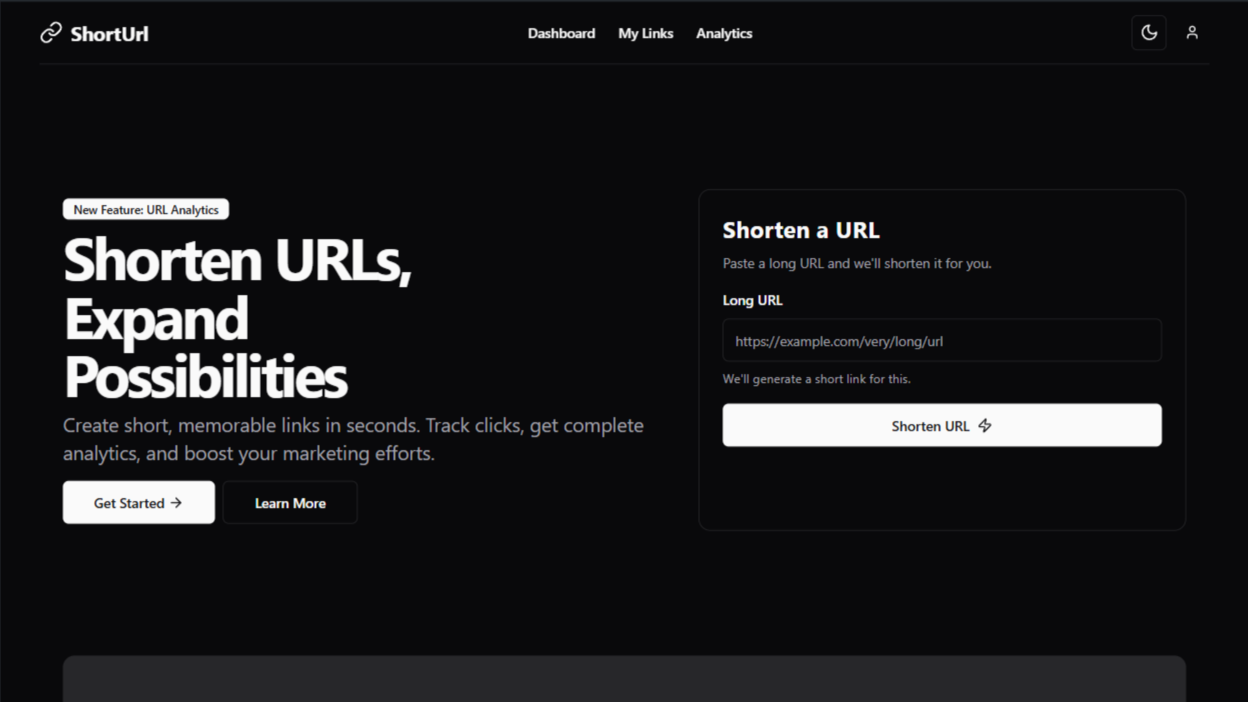 ShortUrl
Dashboard
My Links
Analytics
New Feature: URL Analytics
Shorten URLs,
Expand
Possibilities
Create short, memorable links in seconds. Track clicks, get complete
analytics, and boost your marketing efforts.
Get Started
Learn More
Shorten a URL
Paste a long URL and we'll shorten it for you.
Long URL
https://example.com/very/long/url
We'll generate a short link for this.
Shorten URL